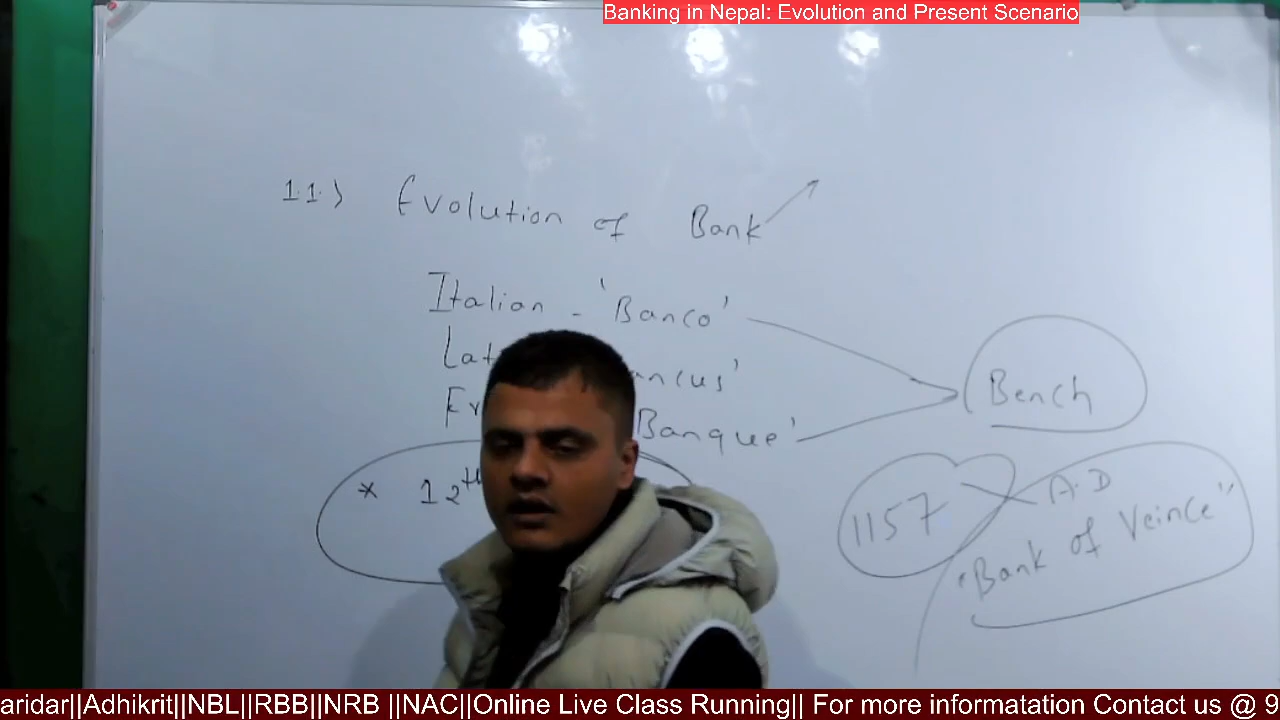 Banking in Nepal: Evolution and Present Scenario
1.1.) Evolution of Bank
Italian - 'Banco'
'Banque'
Bench
* 12th
1157 A.D
"Bank of Veince"
aridar||Adhikrit||NBL||RBB||NRB ||NAC||Online Live Class Running|| For more informatation Contact us @ 9